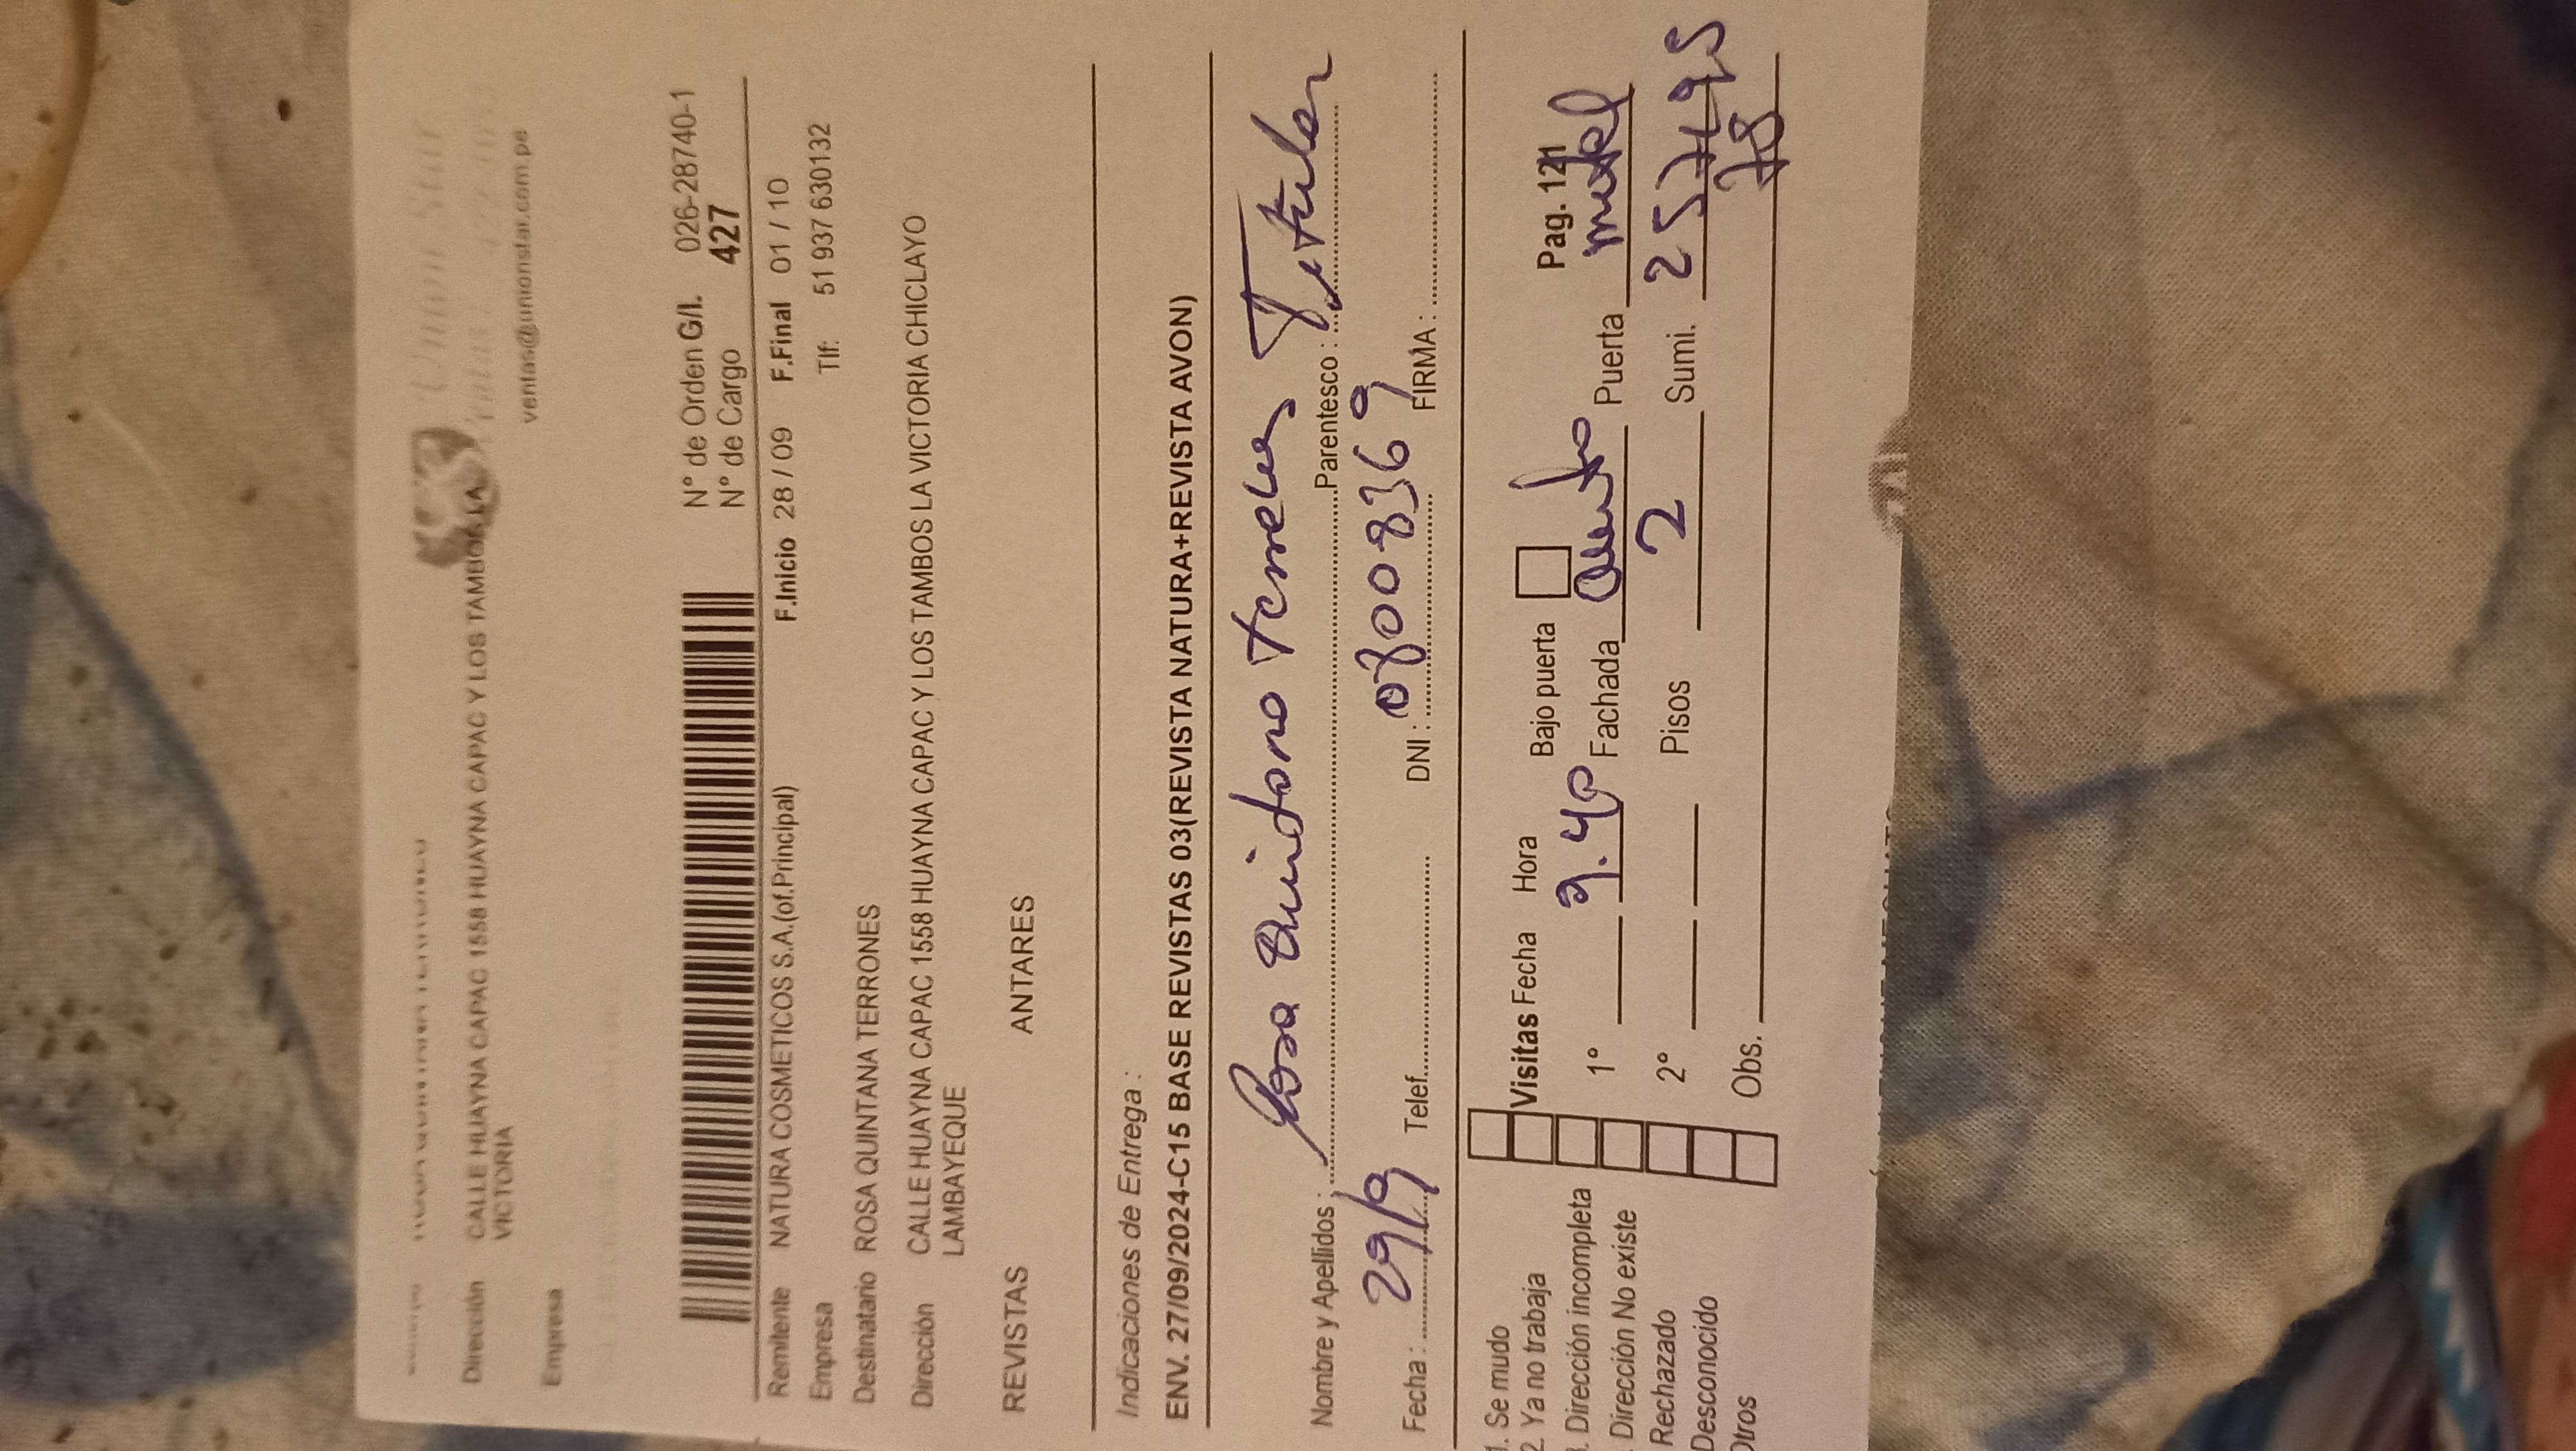 Union Star
ventas@unionstar.com.pe
Dirección CALLE HUAYNA CAPAC 1558 HUAYNA CAPAC Y LOS TAMBOS LA
VICTORIA
Empresa
N° de Orden G/I. 026-28740-1
N° de Cargo 427
Remitente NATURA COSMETICOS S.A.(of.Principal) F.Inicio 28 / 09 F.Final 01 / 10
Empresa Tlf: 51 937 630132
Destinatario ROSA QUINTANA TERRONES
Dirección CALLE HUAYNA CAPAC 1558 HUAYNA CAPAC Y LOS TAMBOS LA VICTORIA CHICLAYO
LAMBAYEQUE
REVISTAS ANTARES
Indicaciones de Entrega :
ENV. 27/09/2024-C15 BASE REVISTAS 03(REVISTA NATURA+REVISTA AVON)
Nombre y Apellidos : Rosa Quintana Terrones Parentesco : Titular
Fecha : 29/9 Telef. DNI : 08008369 FIRMA :
1. Se mudo
2. Ya no trabaja Visitas Fecha Hora Bajo puerta Pag. 121
. Dirección incompleta 1° 9.40 Fachada Puerta metal
. Dirección No existe
Rechazado 2° Pisos 2 Sumi.
Desconocido
Otros Obs. 78